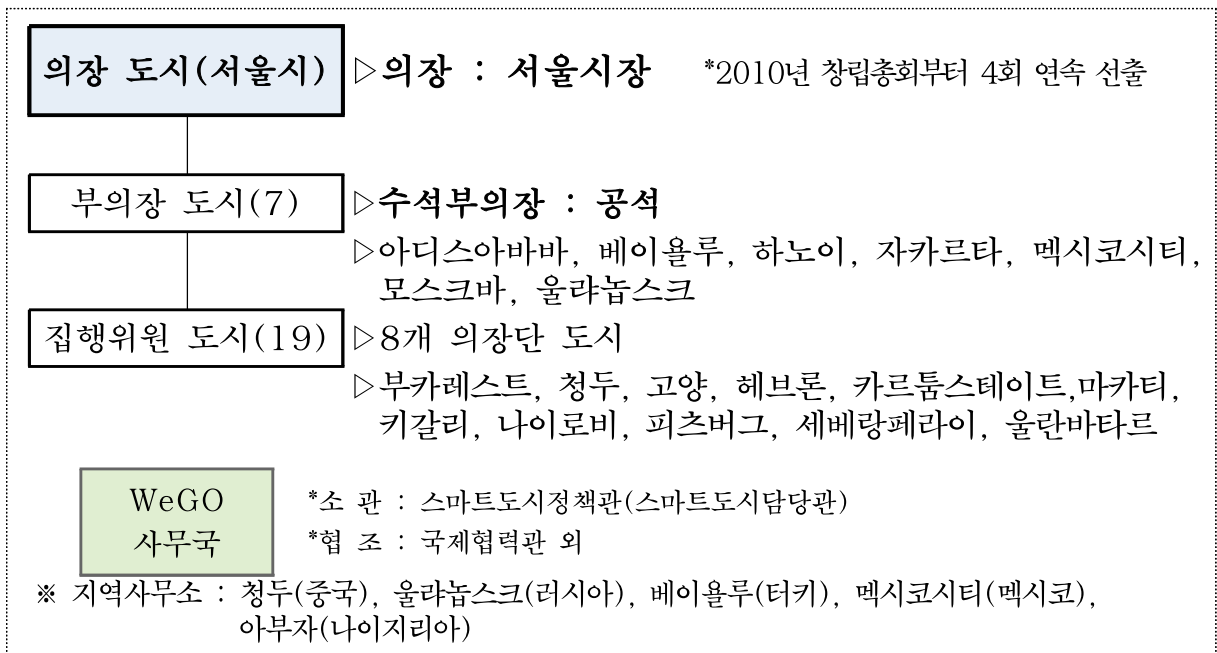 의장 도시(서울시) ▷의장 : 서울시장 *2010년 창립총회부터 4회 연속 선출
부의장 도시(7) ▷수석부의장 : 공석
▷아디스아바바, 베이욜루, 하노이, 자카르타, 멕시코시티,
모스크바, 울랴놉스크
집행위원 도시(19) ▷8개 의장단 도시
▷부카레스트, 청두, 고양, 헤브론, 카르툼스테이트,마카티,
키갈리, 나이로비, 피츠버그, 세베랑페라이, 울란바타르
WeGO
사무국
*소 관 : 스마트도시정책관(스마트도시담당관)
*협 조 : 국제협력관 외
※ 지역사무소 : 청두(중국), 울랴놉스크(러시아), 베이욜루(터키), 멕시코시티(멕시코),
아부자(나이지리아)